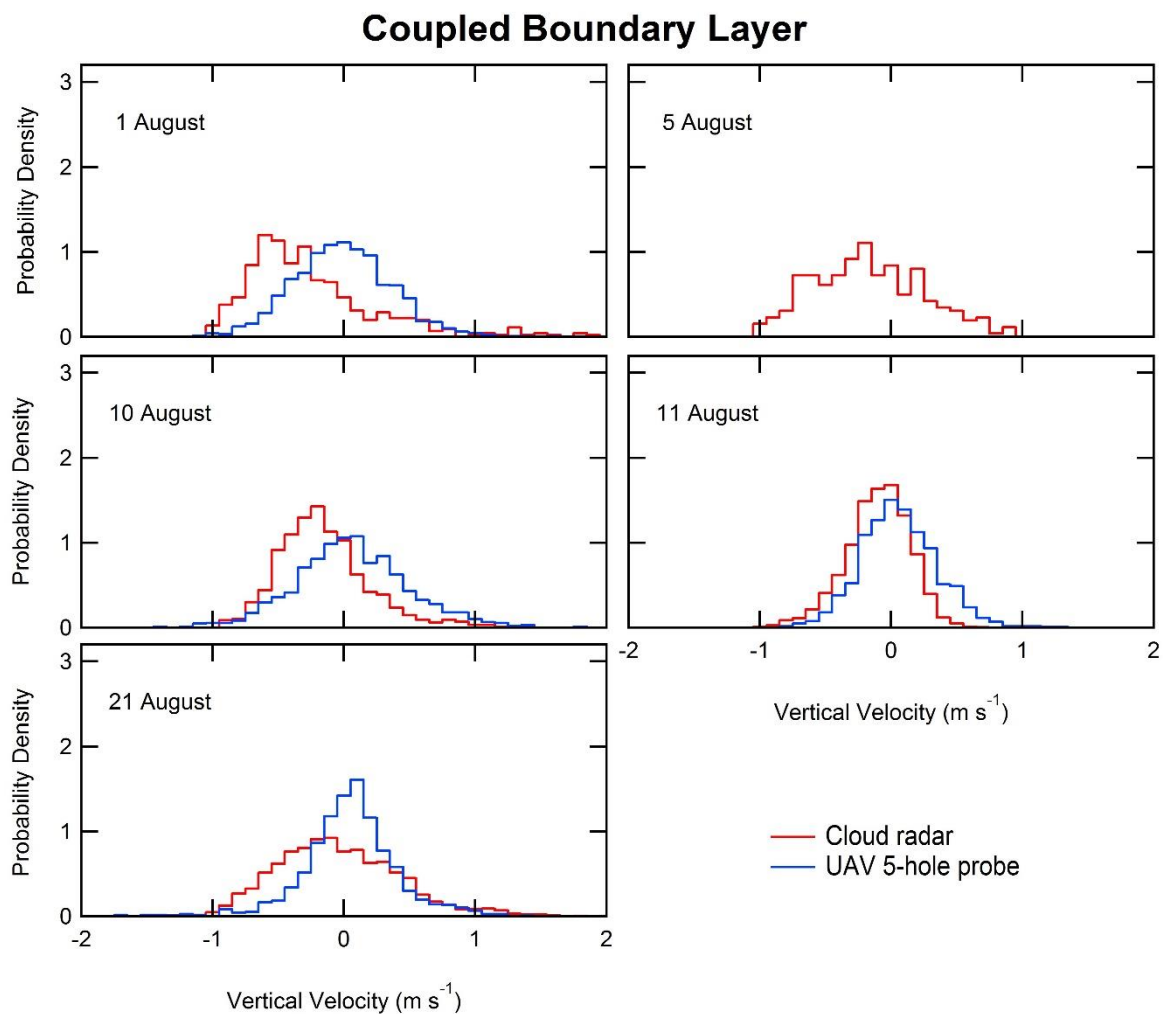 Coupled Boundary Layer
Probability Density
3
2
1
0
1 August
5 August
Probability Density
3
2
1
0
10 August
11 August
-2
-1
0
1
2
Vertical Velocity (m s⁻¹)
Probability Density
3
2
1
0
21 August
-2
-1
0
1
2
Vertical Velocity (m s⁻¹)
Cloud radar
UAV 5-hole probe